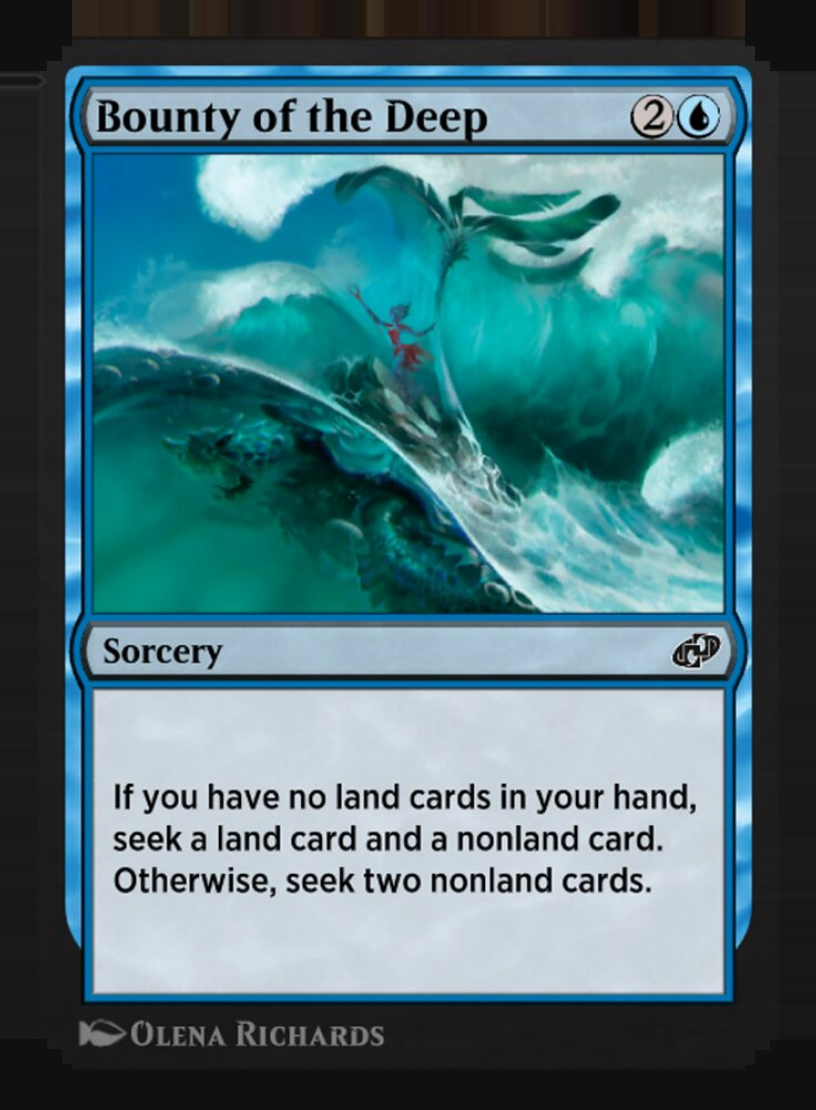 Bounty of the Deep 2
Sorcery
If you have no land cards in your hand,
seek a land card and a nonland card.
Otherwise, seek two nonland cards.
Olena Richards